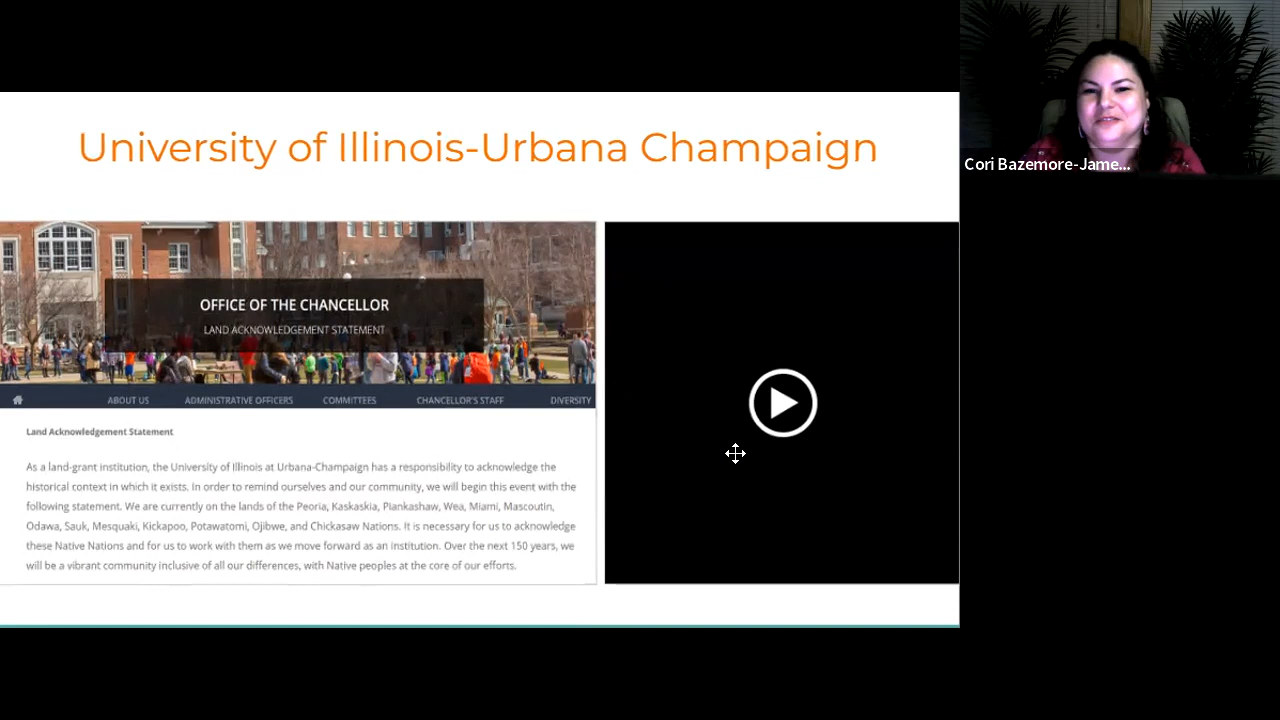 University of Illinois-Urbana Champaign
Cori Bazemore-Jame...
OFFICE OF THE CHANCELLOR
LAND ACKNOWLEDGEMENT STATEMENT
ABOUT US ADMINISTRATIVE OFFICERS COMMITTEES CHANCELLOR'S STAFF DIVERSITY
Land Acknowledgement Statement
As a land-grant institution, the University of Illinois at Urbana-Champaign has a responsibility to acknowledge the
historical context in which it exists. In order to remind ourselves and our community, we will begin this event with the
following statement. We are currently on the lands of the Peoria, Kaskaskia, Piankashaw, Wea, Miami, Mascoutin,
Odawa, Sauk, Mesquaki, Kickapoo, Potawatomi, Ojibwe, and Chickasaw Nations. It is necessary for us to acknowledge
these Native Nations and for us to work with them as we move forward as an institution. Over the next 150 years, we
will be a vibrant community inclusive of all our differences, with Native peoples at the core of our efforts.